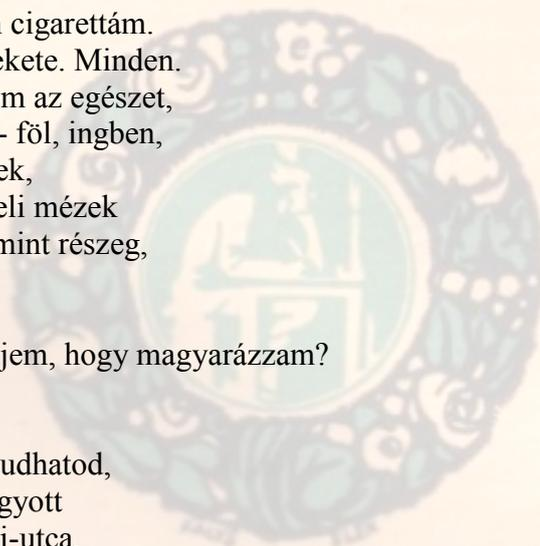 cigarettám.
ekete. Minden.
m az egészet,
- föl, ingben,
ek,
eli mézek
mint részeg,
jem, hogy magyarázzam?
udhatod,
gyott
i-utca